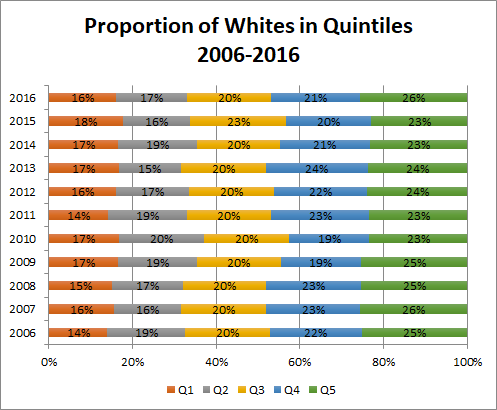 Proportion of Whites in Quintiles
2006-2016
2016 16% 17% 20% 21% 26%
2015 18% 16% 23% 20% 23%
2014 17% 19% 20% 21% 23%
2013 17% 15% 20% 24% 24%
2012 16% 17% 20% 22% 24%
2011 14% 19% 20% 23% 23%
2010 17% 20% 20% 19% 23%
2009 17% 19% 20% 19% 25%
2008 15% 17% 20% 23% 25%
2007 16% 16% 20% 23% 26%
2006 14% 19% 20% 22% 25%
0% 20% 40% 60% 80% 100%
Q1 Q2 Q3 Q4 Q5